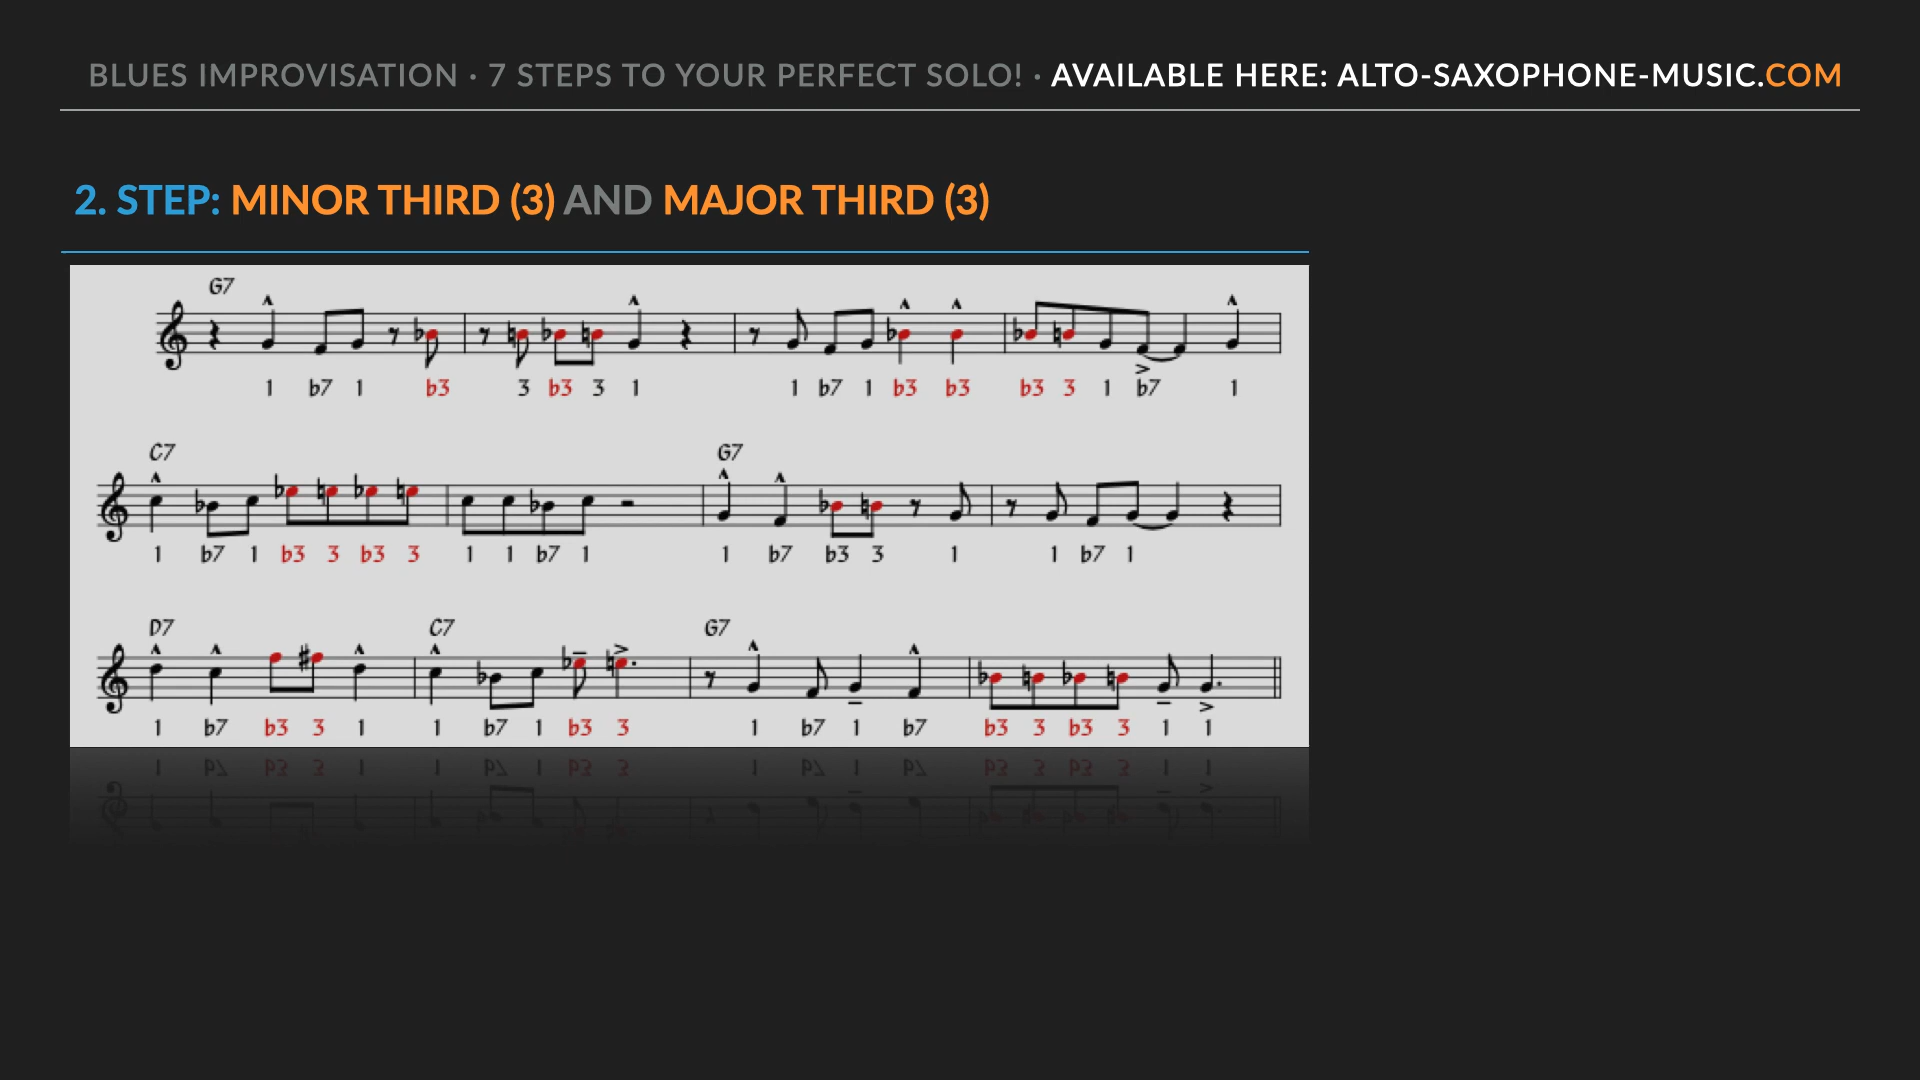 BLUES IMPROVISATION · 7 STEPS TO YOUR PERFECT SOLO! · AVAILABLE HERE: ALTO-SAXOPHONE-MUSIC.COM
2. STEP: MINOR THIRD (3) AND MAJOR THIRD (3)
G7
1 b7 1 b3 3 b3 3 1 1 b7 1 b3 b3 b3 3 1 b7 1
C7 G7
1 b7 1 b3 3 b3 3 1 1 b7 1 1 b7 b3 3 1 1 b7 1
D7 C7 G7
1 b7 b3 3 1 1 b7 1 b3 3 1 b7 1 b7 b3 3 b3 3 1 1